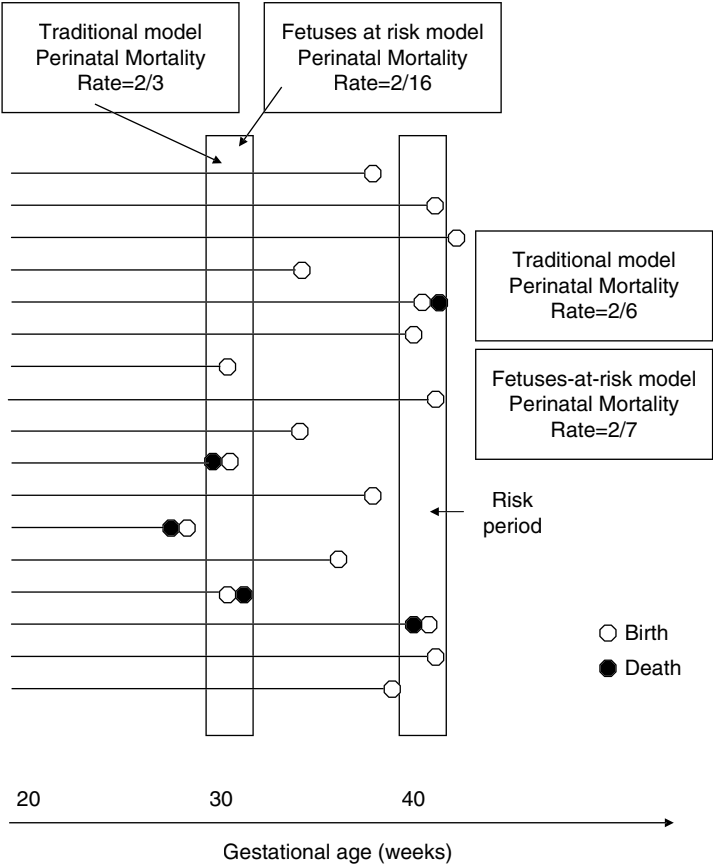 Traditional model
Perinatal Mortality
Rate=2/3
Fetuses at risk model
Perinatal Mortality
Rate=2/16
Traditional model
Perinatal Mortality
Rate=2/6
Fetuses-at-risk model
Perinatal Mortality
Rate=2/7
Risk
period
Birth
Death
20 30 40
Gestational age (weeks)